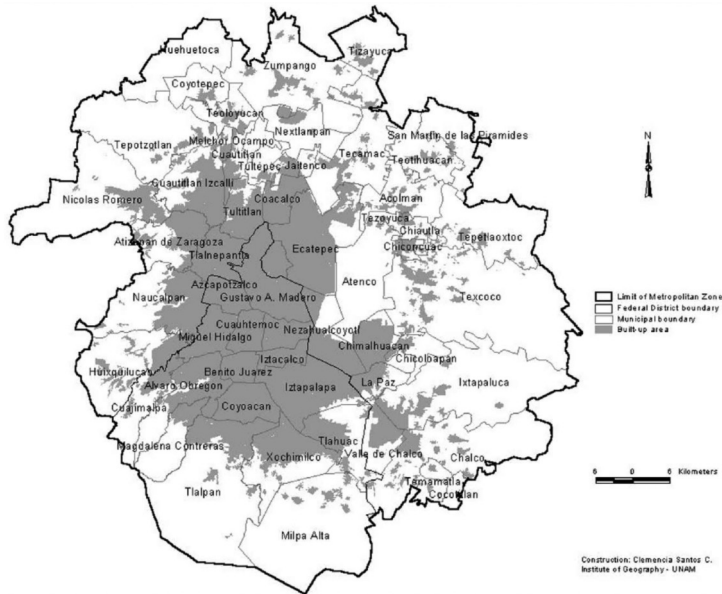 Huehuetoca
Tizayuca
Zumpango
Coyotepec
Teoloyucan
Nextlanpan
San Martin de las Piramides
Melchor Ocampo
Tepotzotlan
Cuautitlan
Tecamac
Teotihuacan
Tultepec
Jaltenco
Guautitlan Izcalli
Nicolas Romero
Coacalco
Acolman
Tultitlan
Tezoyuca
Chiautla
Atizapan de Zaragoza
Ecatepec
Chiconcuac
Tepetlaoxtoc
Tlalnepantla
Atenco
Azcapotzalco
Texcoco
Naucalpan
Gustavo A. Madero
Cuauhtemoc
Nezahualcoyotl
Miguel Hidalgo
Chimalhuacan
Iztacalco
Chicolbapan
Huixquilucan
Benito Juarez
La Paz
Alvaro Obregon
Iztapalapa
Ixtapaluca
Cuajimalpa
Coyoacan
Magdalena Contreras
Tlahuac
Valle de Chalco
Xochimilco
Chalco
Tlalpan
Tamamatla
Cocotitlan
Milpa Alta
N
Limit of Metropolitan Zone
Federal District boundary
Municipal boundary
Built-up area
6 0 6 Kilometers
Construction: Clemencia Santos C.
Institute of Geography - UNAM